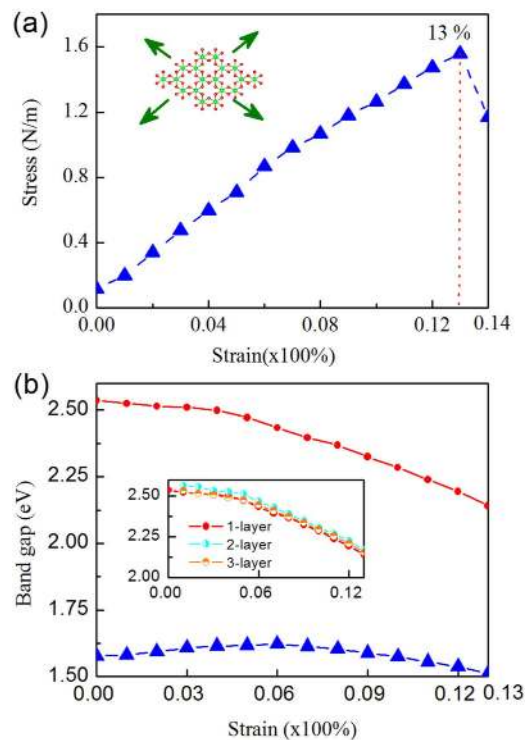 (a)
13 %
1.6
1.2
0.8
0.4
0.0
Stress (N/m)
0.00 0.04 0.08 0.12 0.14
Strain(x100%)
(b)
2.50
2.25
2.00
1.75
1.50
Band gap (eV)
2.50
2.25
2.00
1-layer
2-layer
3-layer
0.00 0.06 0.12
0.00 0.03 0.06 0.09 0.12 0.13
Strain (x100%)